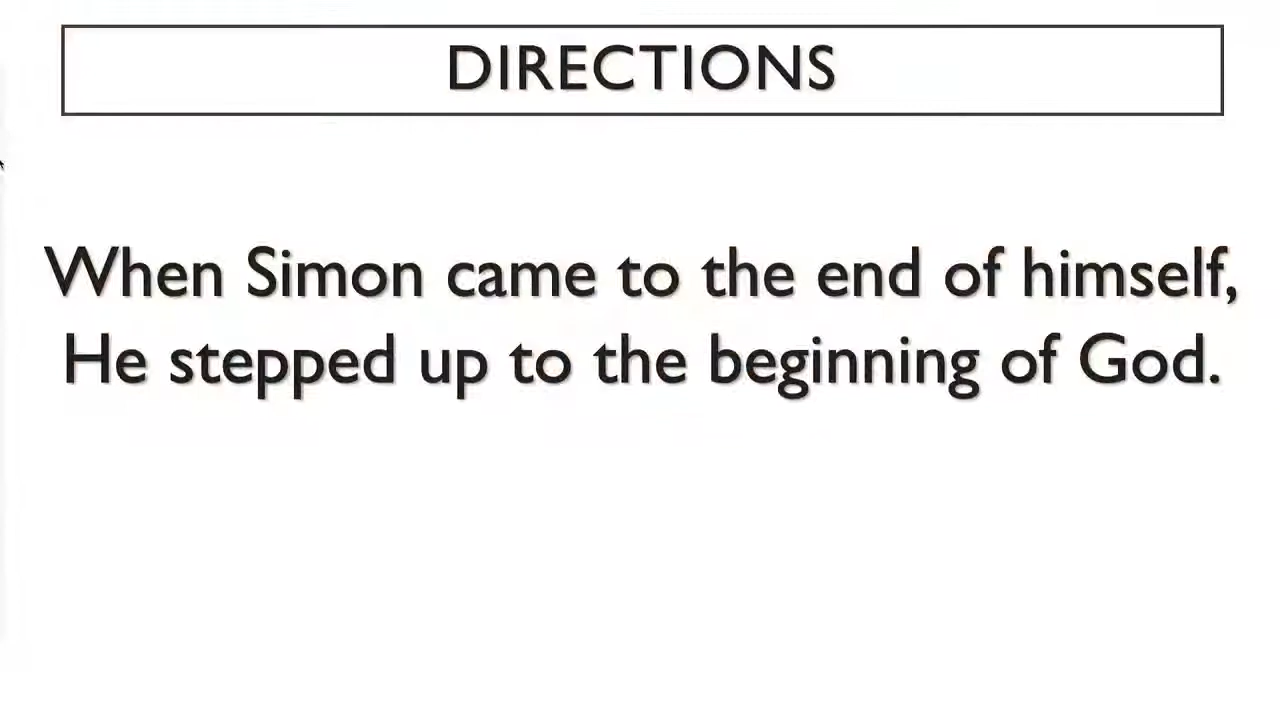 DIRECTIONS
When Simon came to the end of himself,
He stepped up to the beginning of God.